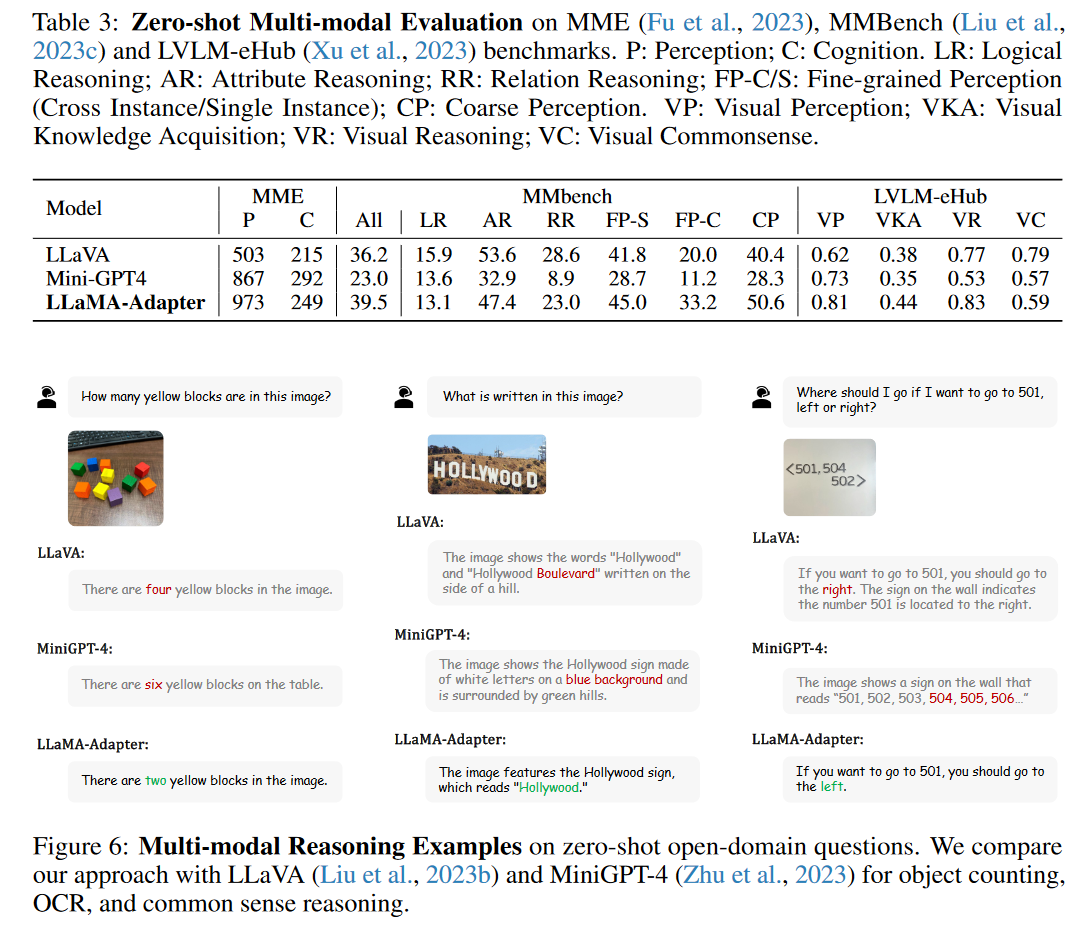 Table 3: Zero-shot Multi-modal Evaluation on MME (Fu et al., 2023), MMBench (Liu et al.,
2023c) and LVLM-eHub (Xu et al., 2023) benchmarks. P: Perception; C: Cognition. LR: Logical
Reasoning; AR: Attribute Reasoning; RR: Relation Reasoning; FP-C/S: Fine-grained Perception
(Cross Instance/Single Instance); CP: Coarse Perception. VP: Visual Perception; VKA: Visual
Knowledge Acquisition; VR: Visual Reasoning; VC: Visual Commonsense.
Model MME MMbench LVLM-eHub
P C All LR AR RR FP-S FP-C CP VP VKA VR VC
LLaVA 503 215 36.2 15.9 53.6 28.6 41.8 20.0 40.4 0.62 0.38 0.77 0.79
Mini-GPT4 867 292 23.0 13.6 32.9 8.9 28.7 11.2 28.3 0.73 0.35 0.53 0.57
LLaMA-Adapter 973 249 39.5 13.1 47.4 23.0 45.0 33.2 50.6 0.81 0.44 0.83 0.59
How many yellow blocks are in this image?
LLaVA:
There are four yellow blocks in the image.
MiniGPT-4:
There are six yellow blocks on the table.
LLaMA-Adapter:
There are two yellow blocks in the image.
What is written in this image?
HOLLYWOOD
LLaVA:
The image shows the words "Hollywood"
and "Hollywood Boulevard" written on the
side of a hill.
MiniGPT-4:
The image shows the Hollywood sign made
of white letters on a blue background and
is surrounded by green hills.
LLaMA-Adapter:
The image features the Hollywood sign,
which reads "Hollywood."
Where should I go if I want to go to 501,
left or right?
<501,504
502>
LLaVA:
If you want to go to 501, you should go to
the right. The sign on the wall indicates
the number 501 is located to the right.
MiniGPT-4:
The image shows a sign on the wall that
reads “501, 502, 503, 504, 505, 506…”
LLaMA-Adapter:
If you want to go to 501, you should go to
the left.
Figure 6: Multi-modal Reasoning Examples on zero-shot open-domain questions. We compare
our approach with LLaVA (Liu et al., 2023b) and MiniGPT-4 (Zhu et al., 2023) for object counting,
OCR, and common sense reasoning.